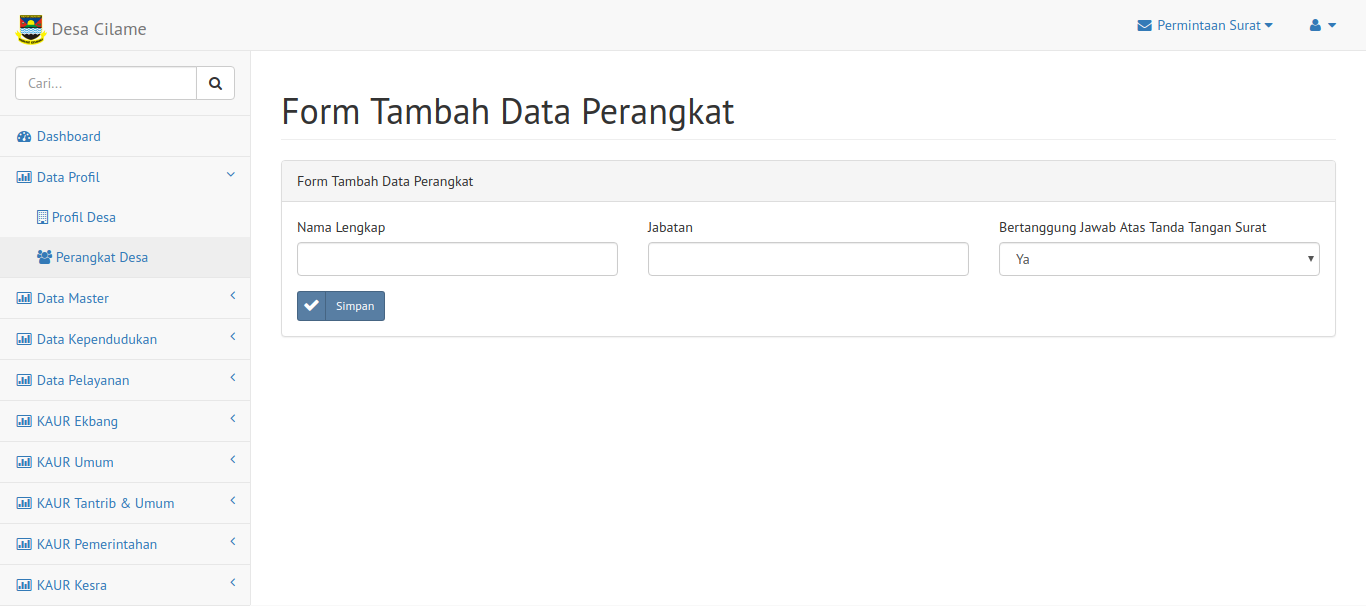 Desa Cilame
Permintaan Surat
Cari...
Dashboard
Data Profil
Profil Desa
Perangkat Desa
Data Master
Data Kependudukan
Data Pelayanan
KAUR Ekbang
KAUR Umum
KAUR Tantrib & Umum
KAUR Pemerintahan
KAUR Kesra
Form Tambah Data Perangkat
Form Tambah Data Perangkat
Nama Lengkap
Jabatan
Bertanggung Jawab Atas Tanda Tangan Surat
Ya
Simpan